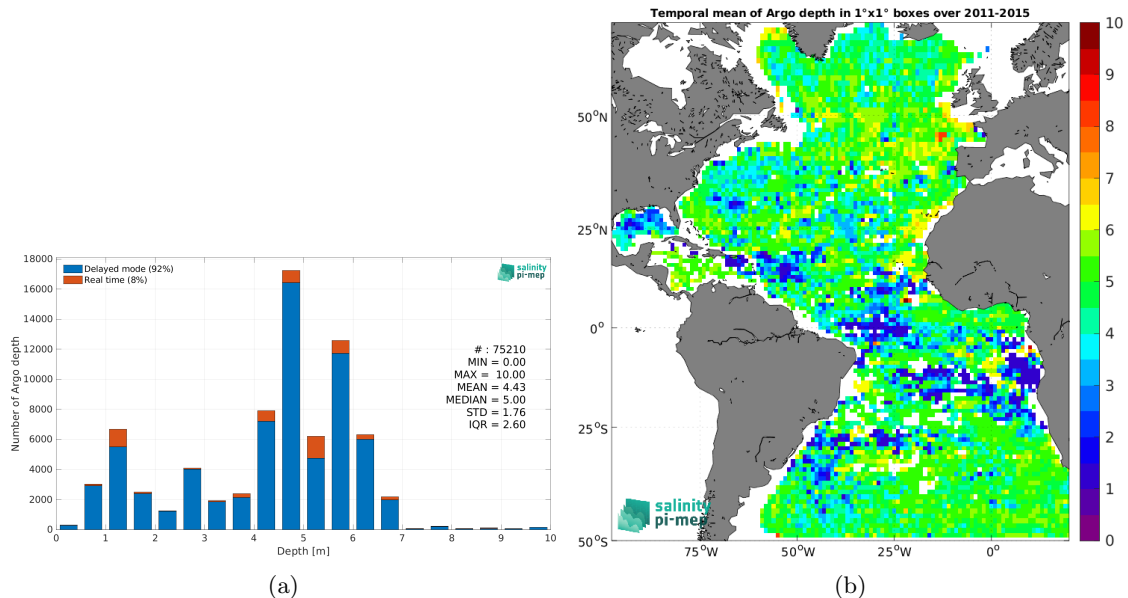 Temporal mean of Argo depth in 1°x1° boxes over 2011-2015
18000
16000
14000
12000
10000
8000
6000
4000
2000
0
Number of Argo depth
Delayed mode (92%)
Real time (8%)
salinity
pi-mep
# : 75210
MIN = 0.00
MAX = 10.00
MEAN = 4.43
MEDIAN = 5.00
STD = 1.76
IQR = 2.60
0 1 2 3 4 5 6 7 8 9 10
Depth [m]
(a)
50°N
25°N
0°
25°S
50°S
75°W 50°W 25°W 0°
salinity
pi-mep
10
9
8
7
6
5
4
3
2
1
0
(b)